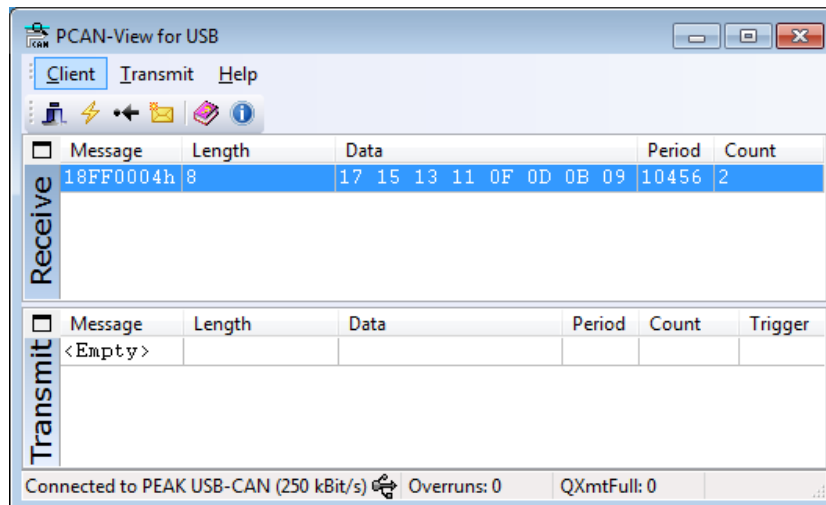 PCAN-View for USB
Client Transmit Help
Message Length Data Period Count
18FF0004h 8 17 15 13 11 0F 0D 0B 09 10456 2
Receive
Message Length Data Period Count Trigger
<Empty>
Transmit
Connected to PEAK USB-CAN (250 kBit/s) Overruns: 0 QXmtFull: 0